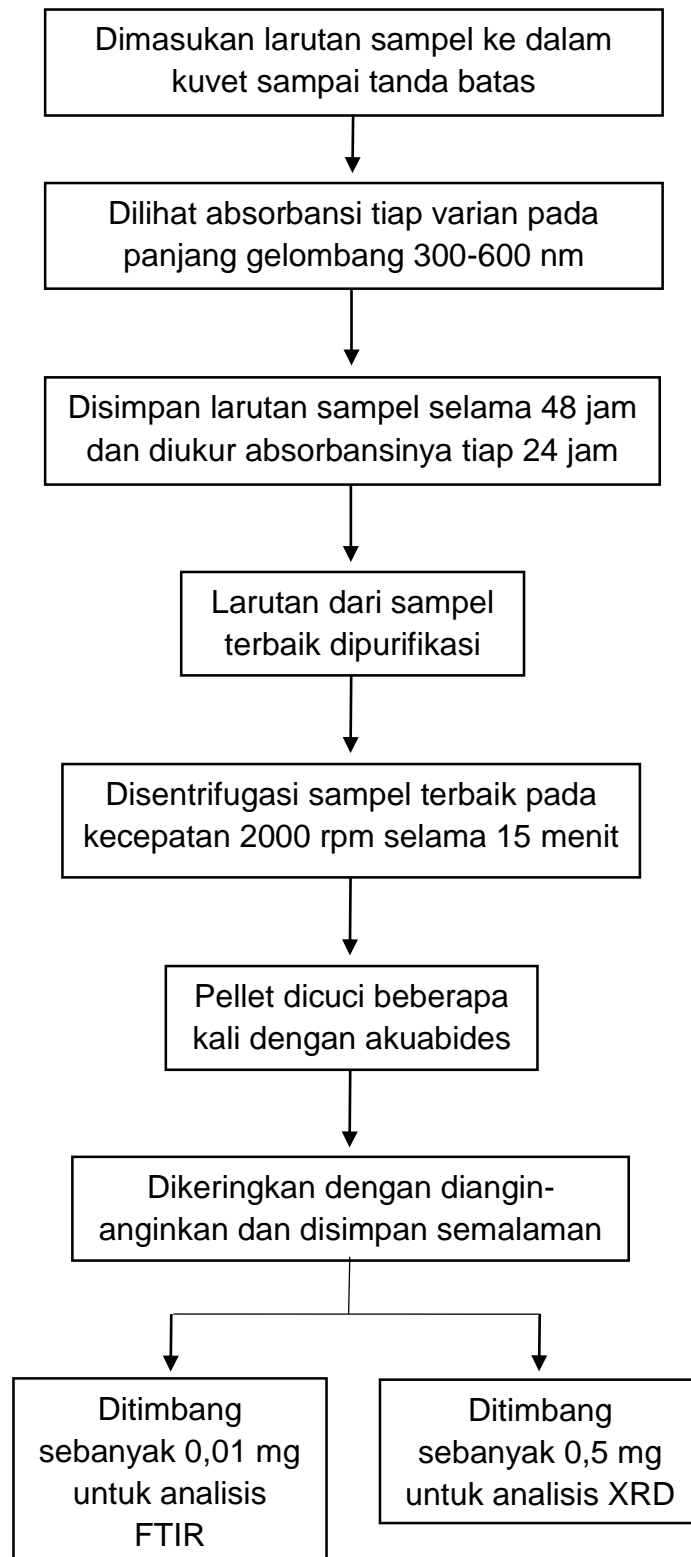 Dimasukan larutan sampel ke dalam
kuvet sampai tanda batas
Dilihat absorbansi tiap varian pada
panjang gelombang 300-600 nm
Disimpan larutan sampel selama 48 jam
dan diukur absorbansinya tiap 24 jam
Larutan dari sampel
terbaik dipurifikasi
Disentrifugasi sampel terbaik pada
kecepatan 2000 rpm selama 15 menit
Pellet dicuci beberapa
kali dengan akuabides
Dikeringkan dengan diangin-
anginkan dan disimpan semalaman
Ditimbang
sebanyak 0,01 mg
untuk analisis
FTIR
Ditimbang
sebanyak 0,5 mg
untuk analisis XRD